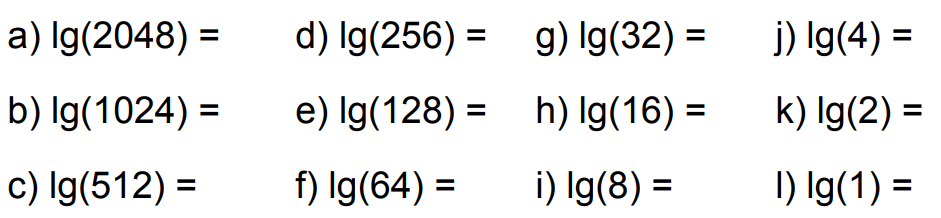 a) lg(2048) =
b) lg(1024) =
c) lg(512) =
d) lg(256) =
e) lg(128) =
f) lg(64) =
g) lg(32) =
h) lg(16) =
i) lg(8) =
j) lg(4) =
k) lg(2) =
l) lg(1) =